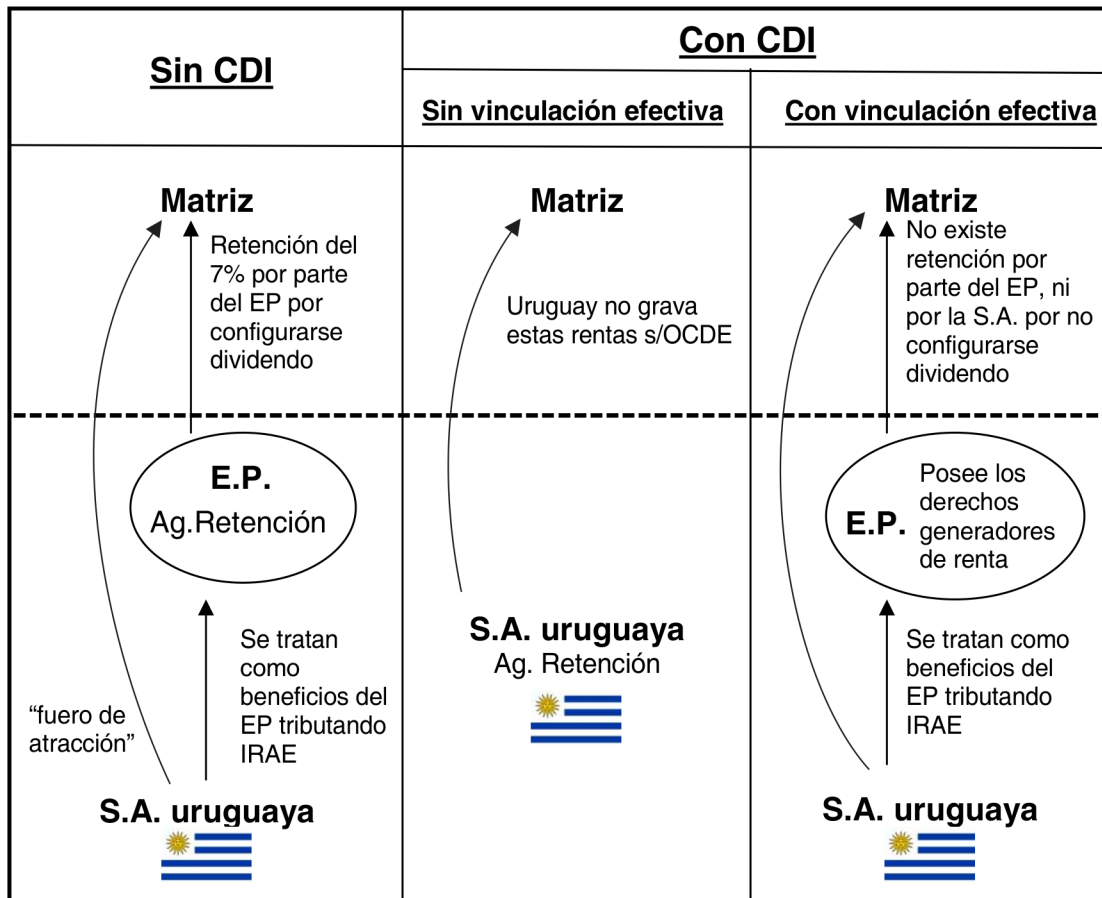 Sin CDI
Con CDI
Sin vinculación efectiva
Con vinculación efectiva
Matriz
Retención del
7% por parte
del EP por
configurarse
dividendo
E.P.
Ag.Retención
Se tratan
como
beneficios del
EP tributando
IRAE
“fuero de
atracción”
S.A. uruguaya
Matriz
Uruguay no grava
estas rentas s/OCDE
S.A. uruguaya
Ag. Retención
Matriz
No existe
retención por
parte del EP, ni
por la S.A. por no
configurarse
dividendo
E.P.
Posee los
derechos
generadores
de renta
Se tratan como
beneficios del
EP tributando
IRAE
S.A. uruguaya